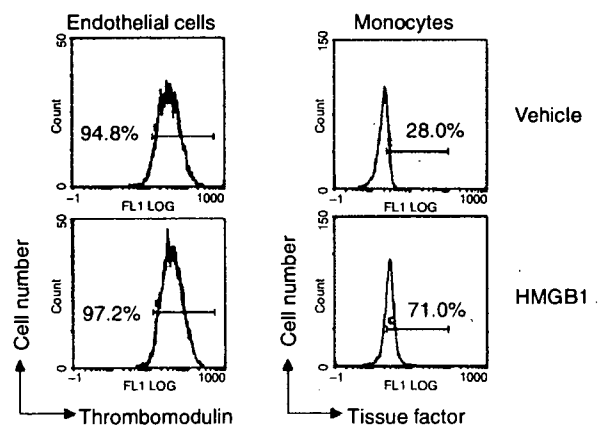 Endothelial cells
Monocytes
50
Count
0
94.8%
-1
1000
FL1 LOG
150
Count
0
28.0%
-1
1000
FL1 LOG
Vehicle
50
Count
0
97.2%
-1
1000
FL1 LOG
150
Count
0
71.0%
-1
1000
FL1 LOG
HMGB1
Cell number
Thrombomodulin
Cell number
Tissue factor